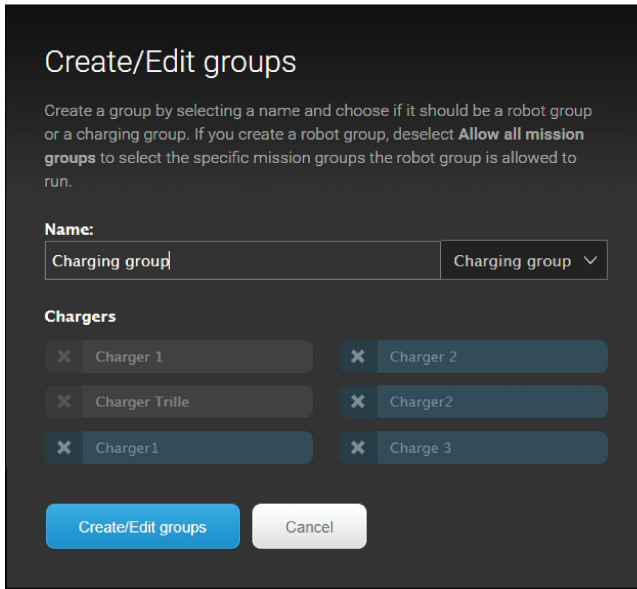 Create/Edit groups
Create a group by selecting a name and choose if it should be a robot group
or a charging group. If you create a robot group, deselect Allow all mission
groups to select the specific mission groups the robot group is allowed to
run.
Name:
Charging group Charging group
Chargers
Charger 1 Charger 2
Charger Trille Charger2
Charger1 Charge 3
Create/Edit groups Cancel